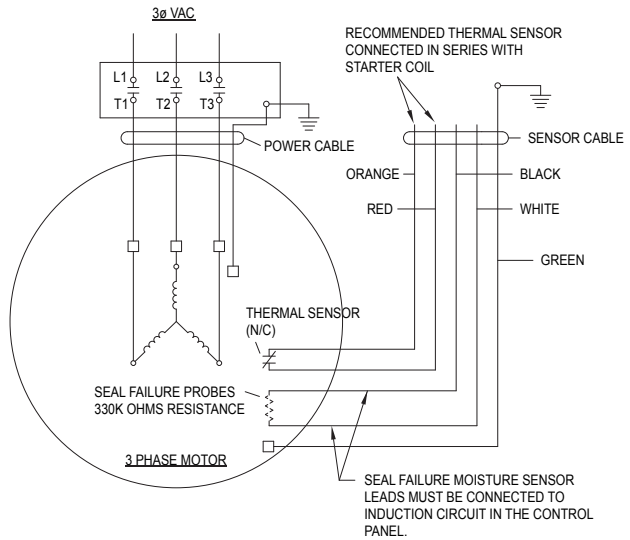 3ø VAC
RECOMMENDED THERMAL SENSOR
CONNECTED IN SERIES WITH
STARTER COIL
L1 L2 L3
T1 T2 T3
POWER CABLE
SENSOR CABLE
ORANGE
BLACK
RED
WHITE
GREEN
THERMAL SENSOR
(N/C)
SEAL FAILURE PROBES
330K OHMS RESISTANCE
3 PHASE MOTOR
SEAL FAILURE MOISTURE SENSOR
LEADS MUST BE CONNECTED TO
INDUCTION CIRCUIT IN THE CONTROL
PANEL.